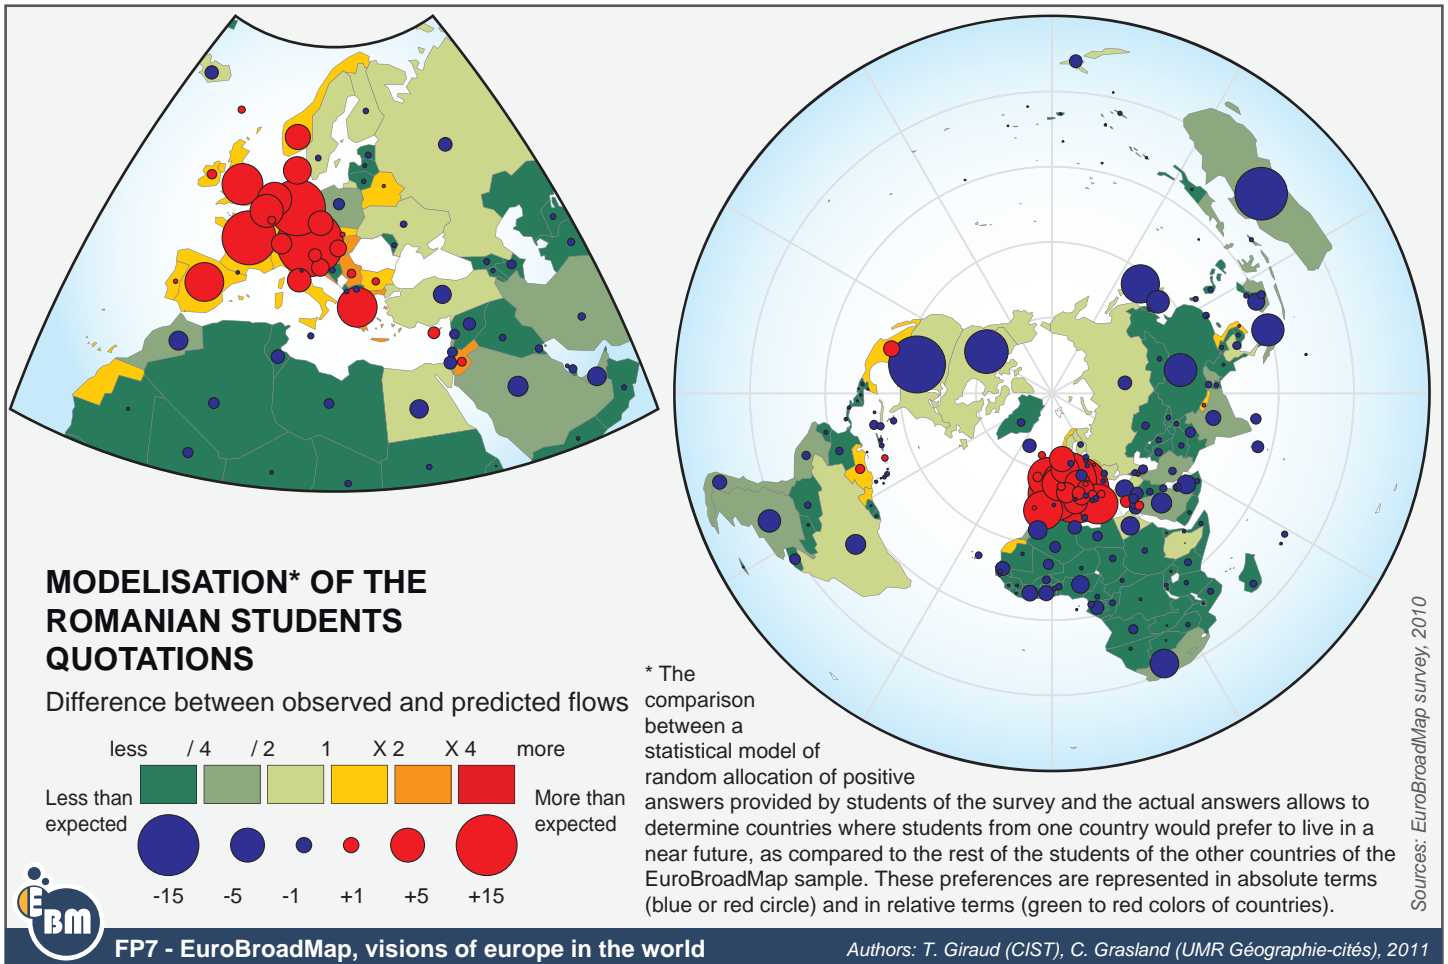 MODELISATION* OF THE
ROMANIAN STUDENTS
QUOTATIONS
Difference between observed and predicted flows
less / 4 / 2 1 X 2 X 4 more
Less than
expected
More than
expected
-15 -5 -1 +1 +5 +15
* The
comparison
between a
statistical model of
random allocation of positive
answers provided by students of the survey and the actual answers allows to
determine countries where students from one country would prefer to live in a
near future, as compared to the rest of the students of the other countries of the
EuroBroadMap sample. These preferences are represented in absolute terms
(blue or red circle) and in relative terms (green to red colors of countries).
Sources: EuroBroadMap survey, 2010
EBM
FP7 - EuroBroadMap, visions of europe in the world
Authors: T. Giraud (CIST), C. Grasland (UMR Géographie-cités), 2011